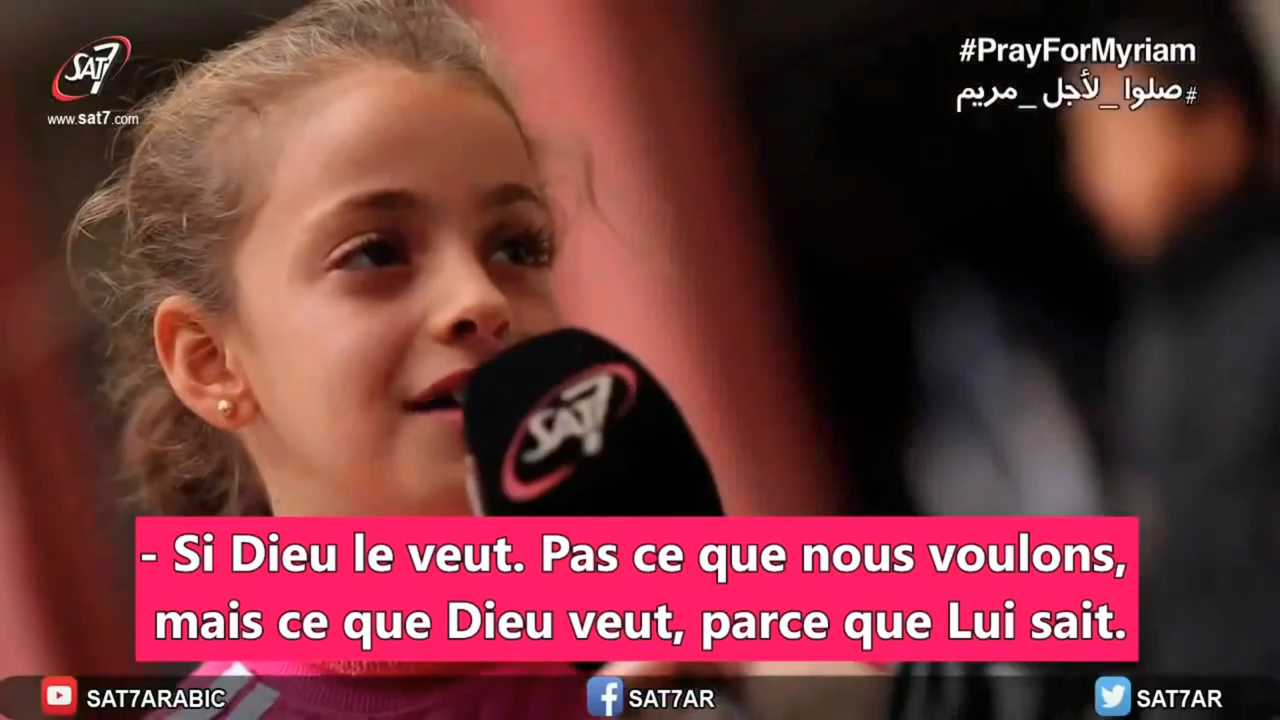 SAT7
www.sat7.com
#PrayForMyriam
#صلوا_لأجل_مريم
SAT7
- Si Dieu le veut. Pas ce que nous voulons,
mais ce que Dieu veut, parce que Lui sait.
SAT7ARABIC
SAT7AR
SAT7AR